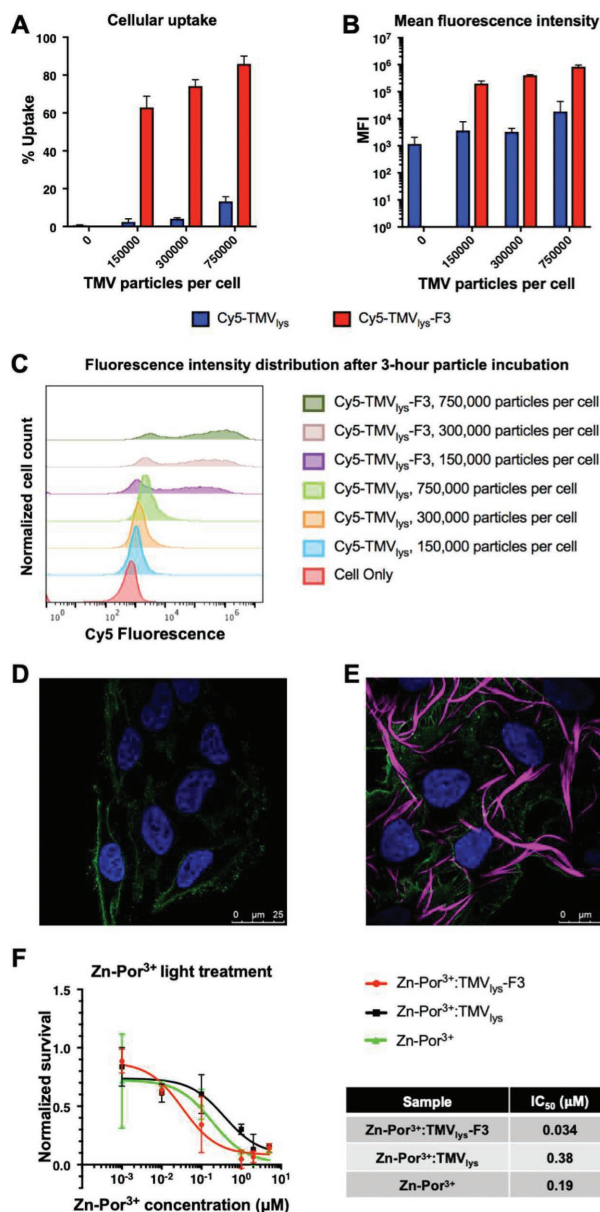 A
Cellular uptake
% Uptake
100
80
60
40
20
0
0
150000
300000
750000
TMV particles per cell
B
Mean fluorescence intensity
MFI
10⁷
10⁶
10⁵
10⁴
10³
10²
10¹
10⁰
0
150000
300000
750000
TMV particles per cell
Cy5-TMVlys
Cy5-TMVlys-F3
C
Fluorescence intensity distribution after 3-hour particle incubation
Normalized cell count
10⁰ 10² 10⁴ 10⁶
Cy5 Fluorescence
Cy5-TMVlys-F3, 750,000 particles per cell
Cy5-TMVlys-F3, 300,000 particles per cell
Cy5-TMVlys-F3, 150,000 particles per cell
Cy5-TMVlys, 750,000 particles per cell
Cy5-TMVlys, 300,000 particles per cell
Cy5-TMVlys, 150,000 particles per cell
Cell Only
D
0 µm 25
E
0 µm
F
Zn-Por³⁺ light treatment
Normalized survival
1.5
1.0
0.5
0.0
10⁻³ 10⁻² 10⁻¹ 10⁰ 10¹
Zn-Por³⁺ concentration (µM)
Zn-Por³⁺:TMVlys-F3
Zn-Por³⁺:TMVlys
Zn-Por³⁺
Sample IC₅₀ (µM)
Zn-Por³⁺:TMVlys-F3 0.034
Zn-Por³⁺:TMVlys 0.38
Zn-Por³⁺ 0.19